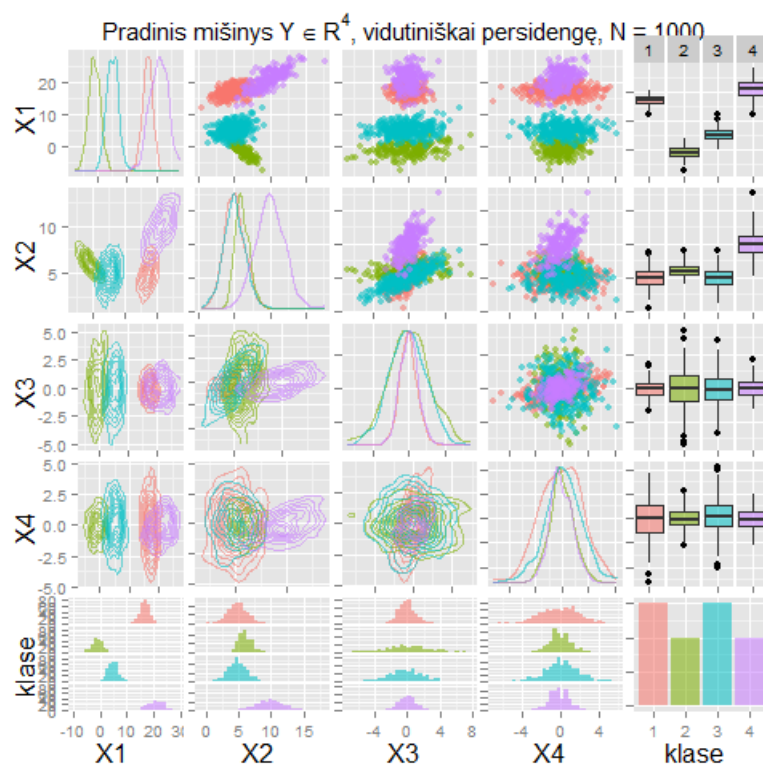 Pradinis mišinys Y ∈ R⁴, vidutiniškai persidengę, N = 1000
1 2 3 4
X1
20
10
0
X2
10
5
X3
5.0
2.5
0.0
-2.5
-5.0
X4
5.0
2.5
0.0
-2.5
-5.0
klase
-10 0 10 20 30
0 5 10 15
-4 0 4 8
-4 0 4
1 2 3 4
X1 X2 X3 X4 klase